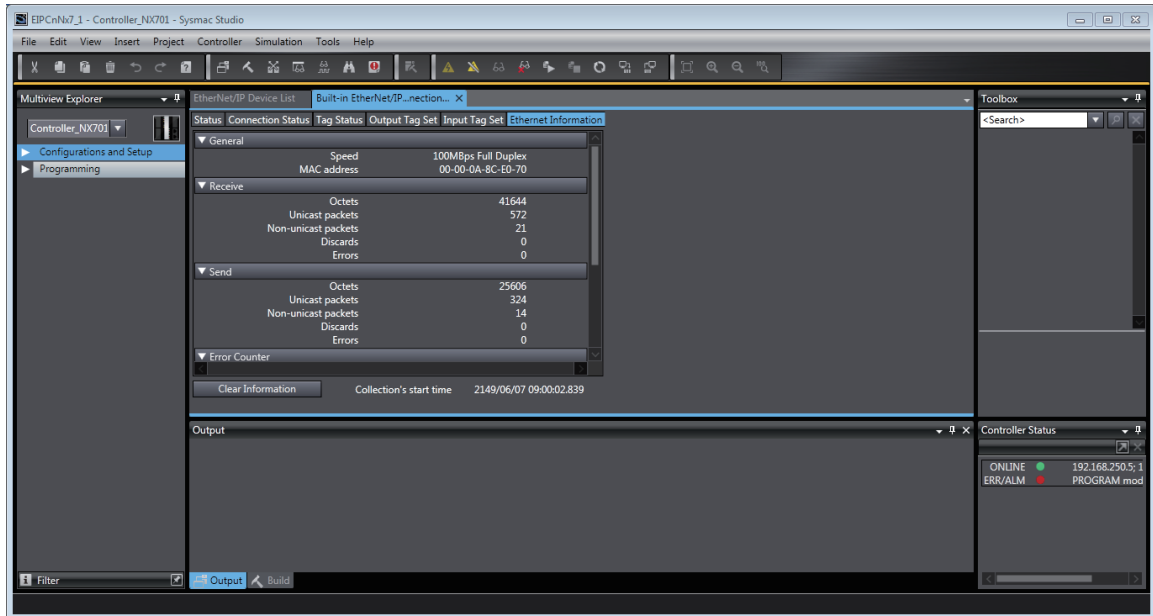 EIPCnNx7_1 - Controller_NX701 - Sysmac Studio
File Edit View Insert Project Controller Simulation Tools Help
Multiview Explorer
Controller_NX701
Configurations and Setup
Programming
Filter
EtherNet/IP Device List Built-in EtherNet/IP...nection...
Status Connection Status Tag Status Output Tag Set Input Tag Set Ethernet Information
General
Speed 100MBps Full Duplex
MAC address 00-00-0A-8C-E0-70
Receive
Octets 41644
Unicast packets 572
Non-unicast packets 21
Discards 0
Errors 0
Send
Octets 25606
Unicast packets 324
Non-unicast packets 14
Discards 0
Errors 0
Error Counter
Clear Information Collection's start time 2149/06/07 09:00:02.839
Output
Output Build
Toolbox
<Search>
Controller Status
ONLINE 192.168.250.5; 1
ERR/ALM PROGRAM mod